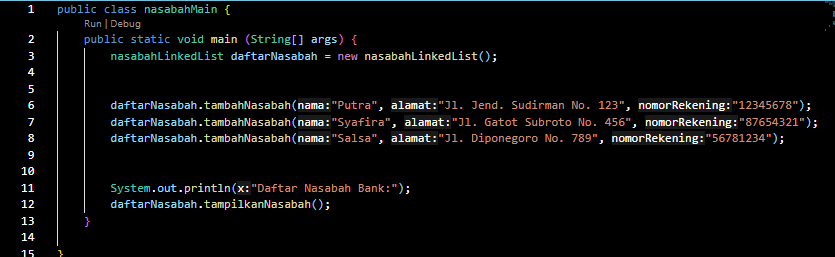 1 public class nasabahMain {
Run | Debug
2 public static void main (String[] args) {
3 nasabahLinkedList daftarNasabah = new nasabahLinkedList();
4
5
6 daftarNasabah.tambahNasabah(nama:"Putra", alamat:"Jl. Jend. Sudirman No. 123", nomorRekening:"12345678");
7 daftarNasabah.tambahNasabah(nama:"Syafira", alamat:"Jl. Gatot Subroto No. 456", nomorRekening:"87654321");
8 daftarNasabah.tambahNasabah(nama:"Salsa", alamat:"Jl. Diponegoro No. 789", nomorRekening:"56781234");
9
10
11 System.out.println(x:"Daftar Nasabah Bank:");
12 daftarNasabah.tampilkanNasabah();
13 }
14
15 }